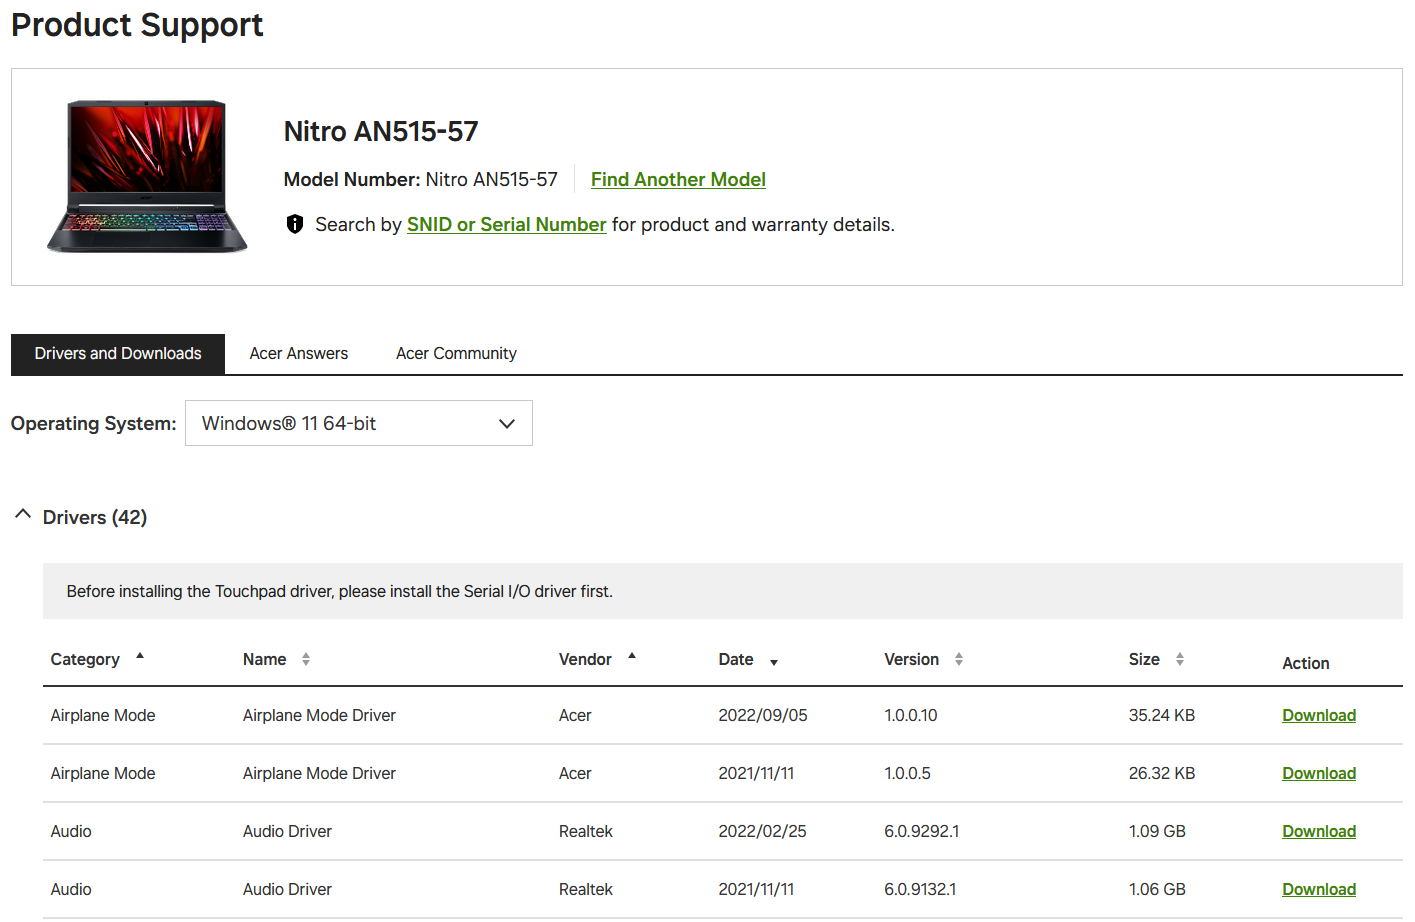 Product Support
Nitro AN515-57
Model Number: Nitro AN515-57 Find Another Model
Search by SNID or Serial Number for product and warranty details.
Drivers and Downloads Acer Answers Acer Community
Operating System: Windows® 11 64-bit
Drivers (42)
Before installing the Touchpad driver, please install the Serial I/O driver first.
Category Name Vendor Date Version Size Action
Airplane Mode Airplane Mode Driver Acer 2022/09/05 1.0.0.10 35.24 KB Download
Airplane Mode Airplane Mode Driver Acer 2021/11/11 1.0.0.5 26.32 KB Download
Audio Audio Driver Realtek 2022/02/25 6.0.9292.1 1.09 GB Download
Audio Audio Driver Realtek 2021/11/11 6.0.9132.1 1.06 GB Download